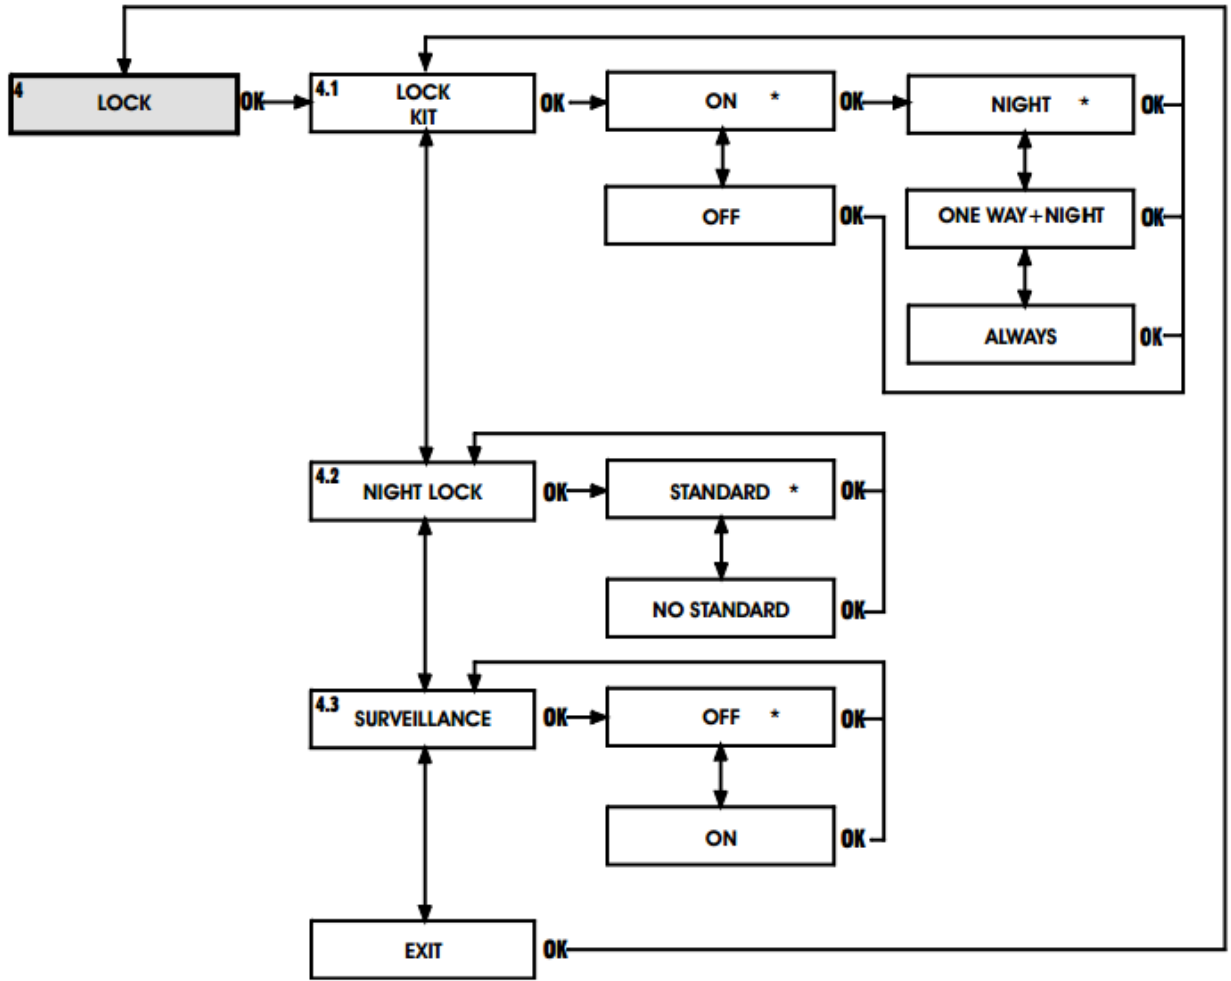 4
LOCK
OK
4.1
LOCK
KIT
OK
ON *
OK
NIGHT *
OK
OFF
OK
ONE WAY+NIGHT
OK
ALWAYS
OK
4.2
NIGHT LOCK
OK
STANDARD *
OK
NO STANDARD
OK
4.3
SURVEILLANCE
OK
OFF *
OK
ON
OK
EXIT
OK